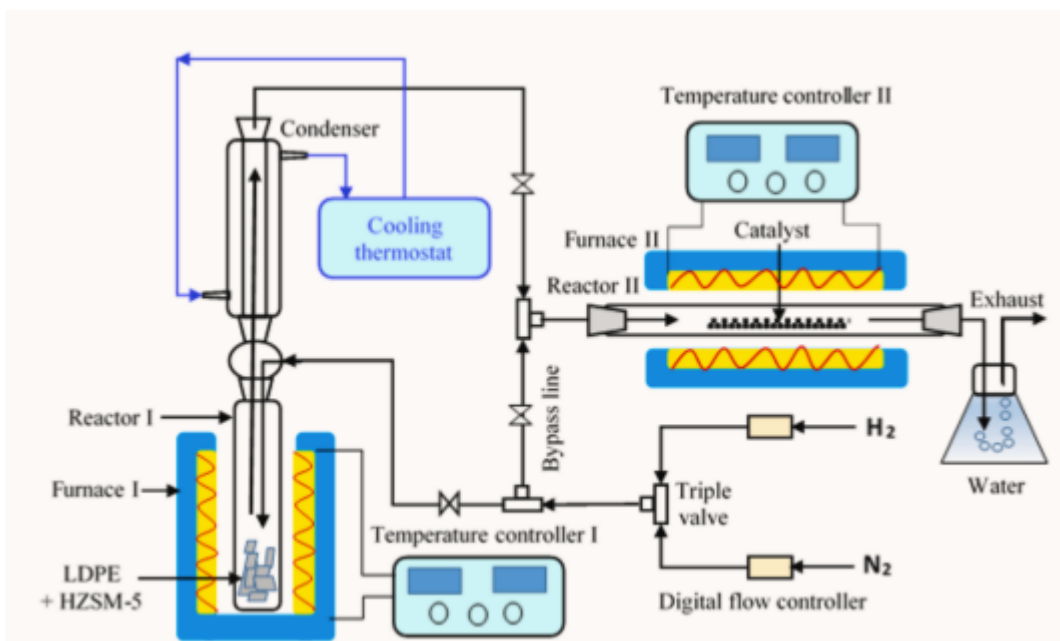 Temperature controller II
Condenser
Cooling
thermostat
Furnace II
Catalyst
Reactor II
Exhaust
Reactor I
Bypass line
H₂
Furnace I
Triple
valve
Water
Temperature controller I
LDPE
+ HZSM-5
N₂
Digital flow controller